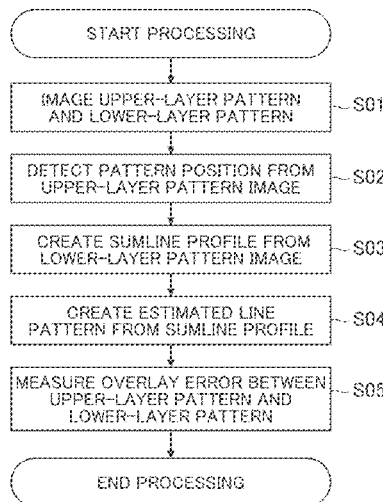 START PROCESSING
IMAGE UPPER-LAYER PATTERN
AND LOWER-LAYER PATTERN
S01
DETECT PATTERN POSITION FROM
UPPER-LAYER PATTERN IMAGE
S02
CREATE SUMLINE PROFILE FROM
LOWER-LAYER PATTERN IMAGE
S03
CREATE ESTIMATED LINE
PATTERN FROM SUMLINE PROFILE
S04
MEASURE OVERLAY ERROR BETWEEN
UPPER-LAYER PATTERN AND
LOWER-LAYER PATTERN
S05
END PROCESSING